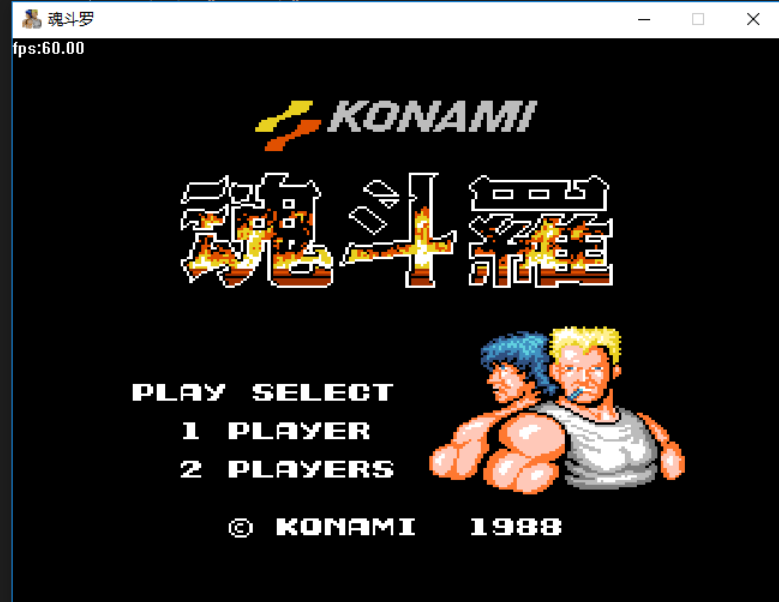 魂斗罗
fps:60.00
KONAMI
魂斗羅
PLAY SELECT
1 PLAYER
2 PLAYERS
© KONAMI 1988